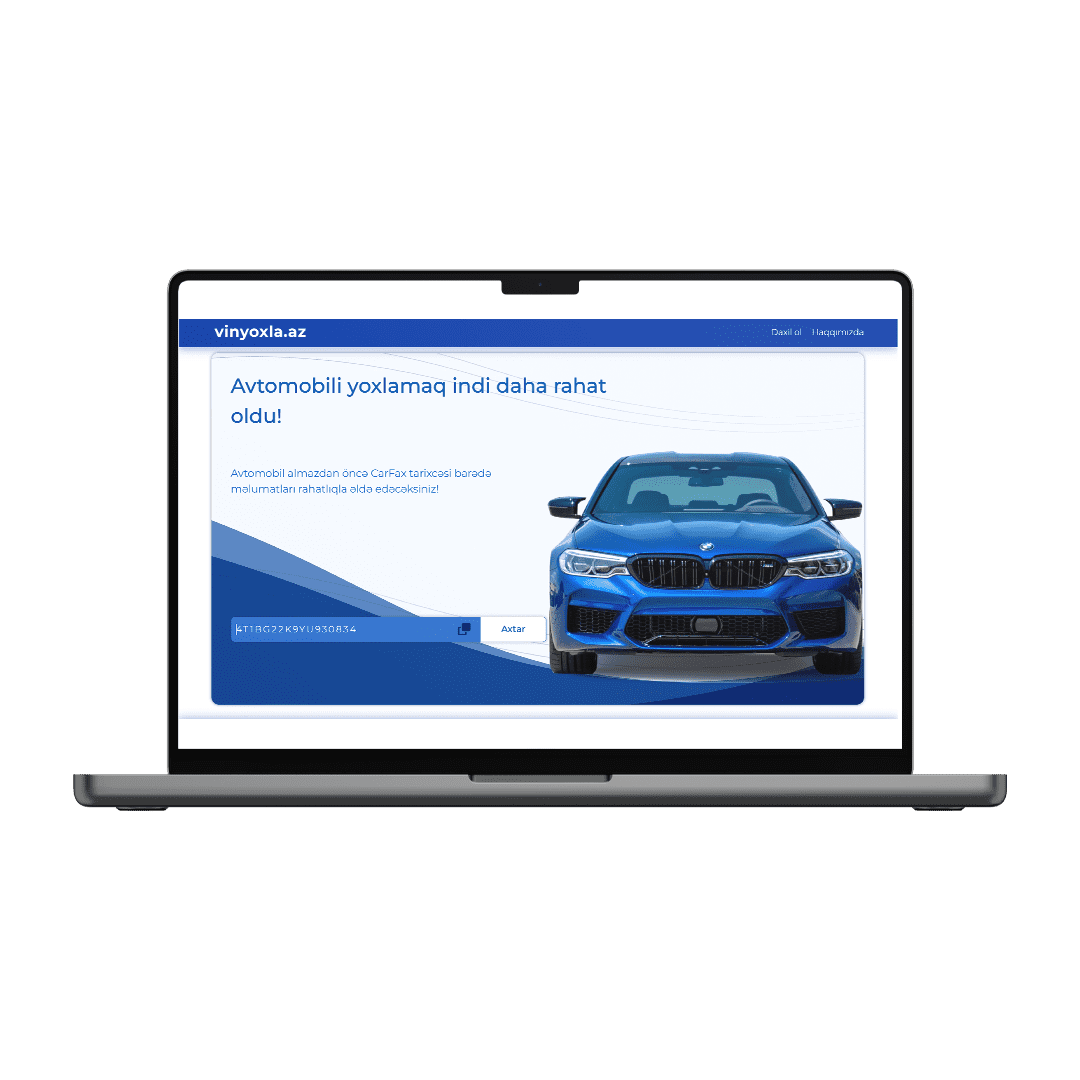 vinyoxla.az
Daxil ol Haqqımızda
Avtomobili yoxlamaq indi daha rahat
oldu!
Avtomobil almazdan öncə CarFax tarixcəsi barədə
məlumatları rahatlıqla əldə edəcəksiniz!
4T1BG22K9YU930834
Axtar